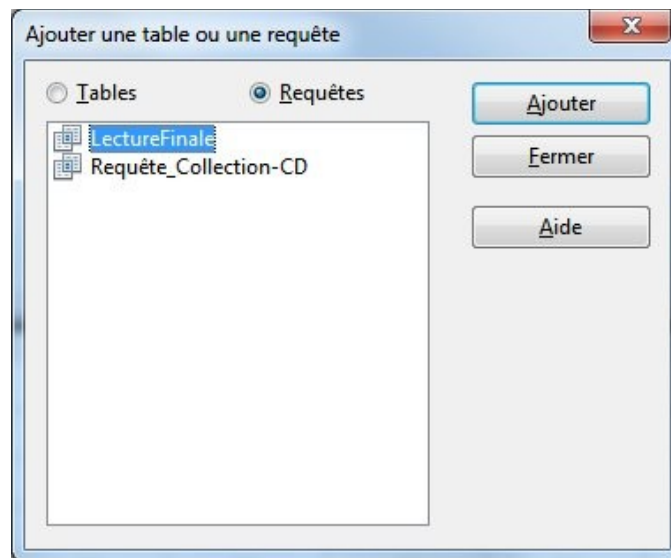 Ajouter une table ou une requête
Tables
Requêtes
Ajouter
LectureFinale
Requête_Collection-CD
Fermer
Aide